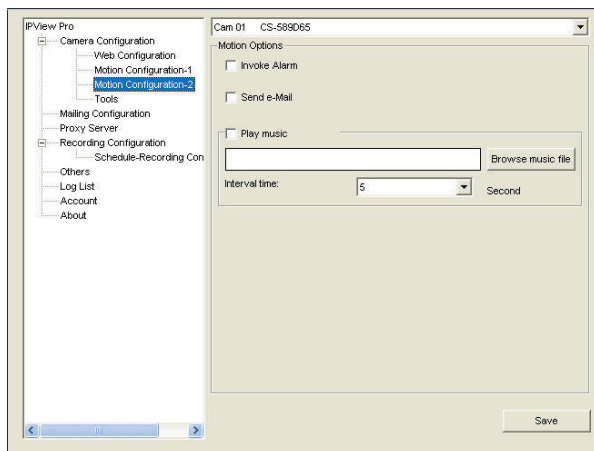 IPView Pro
Camera Configuration
Web Configuration
Motion Configuration-1
Motion Configuration-2
Tools
Mailing Configuration
Proxy Server
Recording Configuration
Schedule-Recording Con
Others
Log List
Account
About
Cam 01 CS-589D65
Motion Options
Invoke Alarm
Send e-Mail
Play music
Browse music file
Interval time:
5
Second
Save